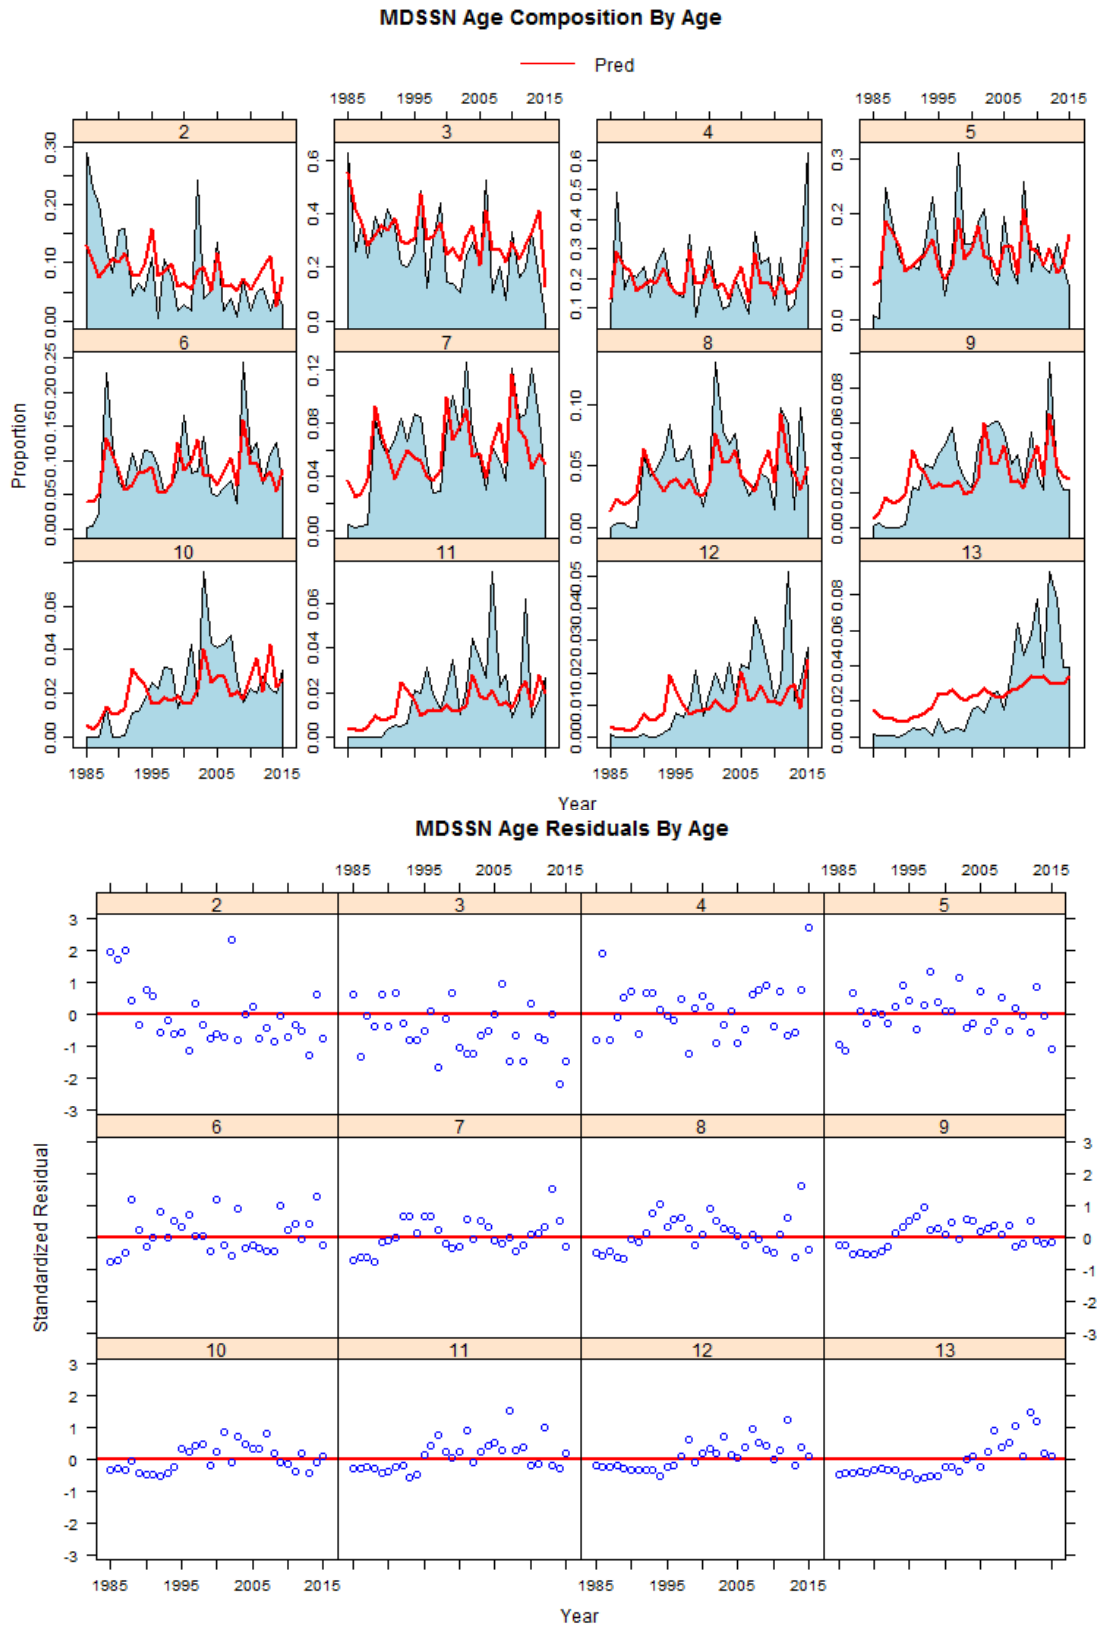 MDSSN Age Composition By Age
Pred
1985 1995 2005 2015 1985 1995 2005 2015
2 3 4 5
0.00 0.10 0.20 0.30
0.0 0.2 0.4 0.6
0.1 0.2 0.3 0.4 0.5 0.6
0.0 0.1 0.2 0.3
6 7 8 9
0.00 0.05 0.10 0.15 0.20 0.25
0.00 0.04 0.08 0.12
0.00 0.05 0.10
0.00 0.02 0.04 0.06 0.08
Proportion
10 11 12 13
0.00 0.02 0.04 0.06
0.00 0.02 0.04 0.06
0.00 0.01 0.02 0.03 0.04 0.05
0.00 0.02 0.04 0.06 0.08
1985 1995 2005 2015 1985 1995 2005 2015
Year
MDSSN Age Residuals By Age
1985 1995 2005 2015 1985 1995 2005 2015
2 3 4 5
3
2
1
0
-1
-2
-3
6 7 8 9
3
2
1
0
-1
-2
-3
Standardized Residual
10 11 12 13
3
2
1
0
-1
-2
-3
1985 1995 2005 2015 1985 1995 2005 2015
Year